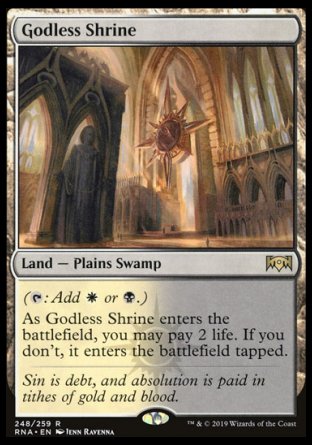 Godless Shrine
Land — Plains Swamp
(: Add or .)
As Godless Shrine enters the
battlefield, you may pay 2 life. If you
don't, it enters the battlefield tapped.
Sin is debt, and absolution is paid in
tithes of gold and blood.
248/259 R
RNA • EN Jenn Ravenna
™ & © 2019 Wizards of the Coast